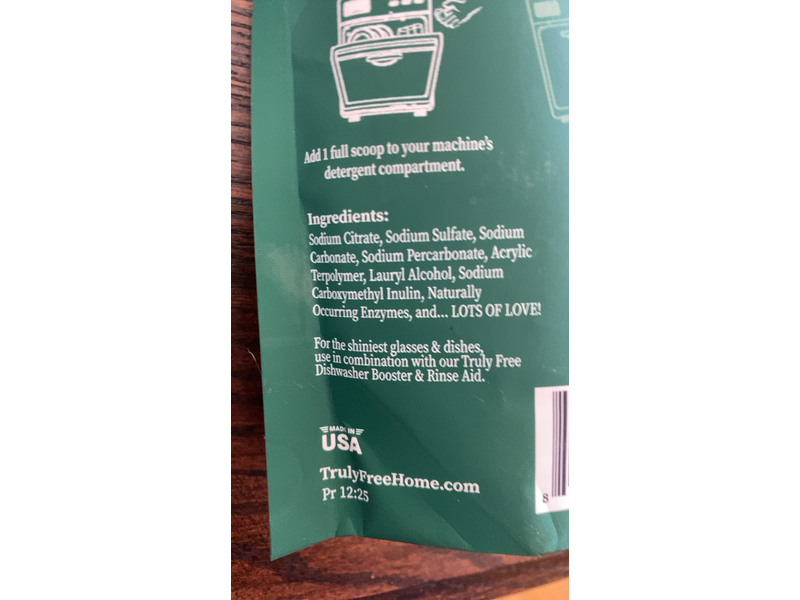 Add 1 full scoop to your machine's
detergent compartment.
Ingredients:
Sodium Citrate, Sodium Sulfate, Sodium
Carbonate, Sodium Percarbonate, Acrylic
Terpolymer, Lauryl Alcohol, Sodium
Carboxymethyl Inulin, Naturally
Occurring Enzymes, and... LOTS OF LOVE!
For the shiniest glasses & dishes,
use in combination with our Truly Free
Dishwasher Booster & Rinse Aid.
MADE IN
USA
TrulyFreeHome.com
Pr 12:25
8